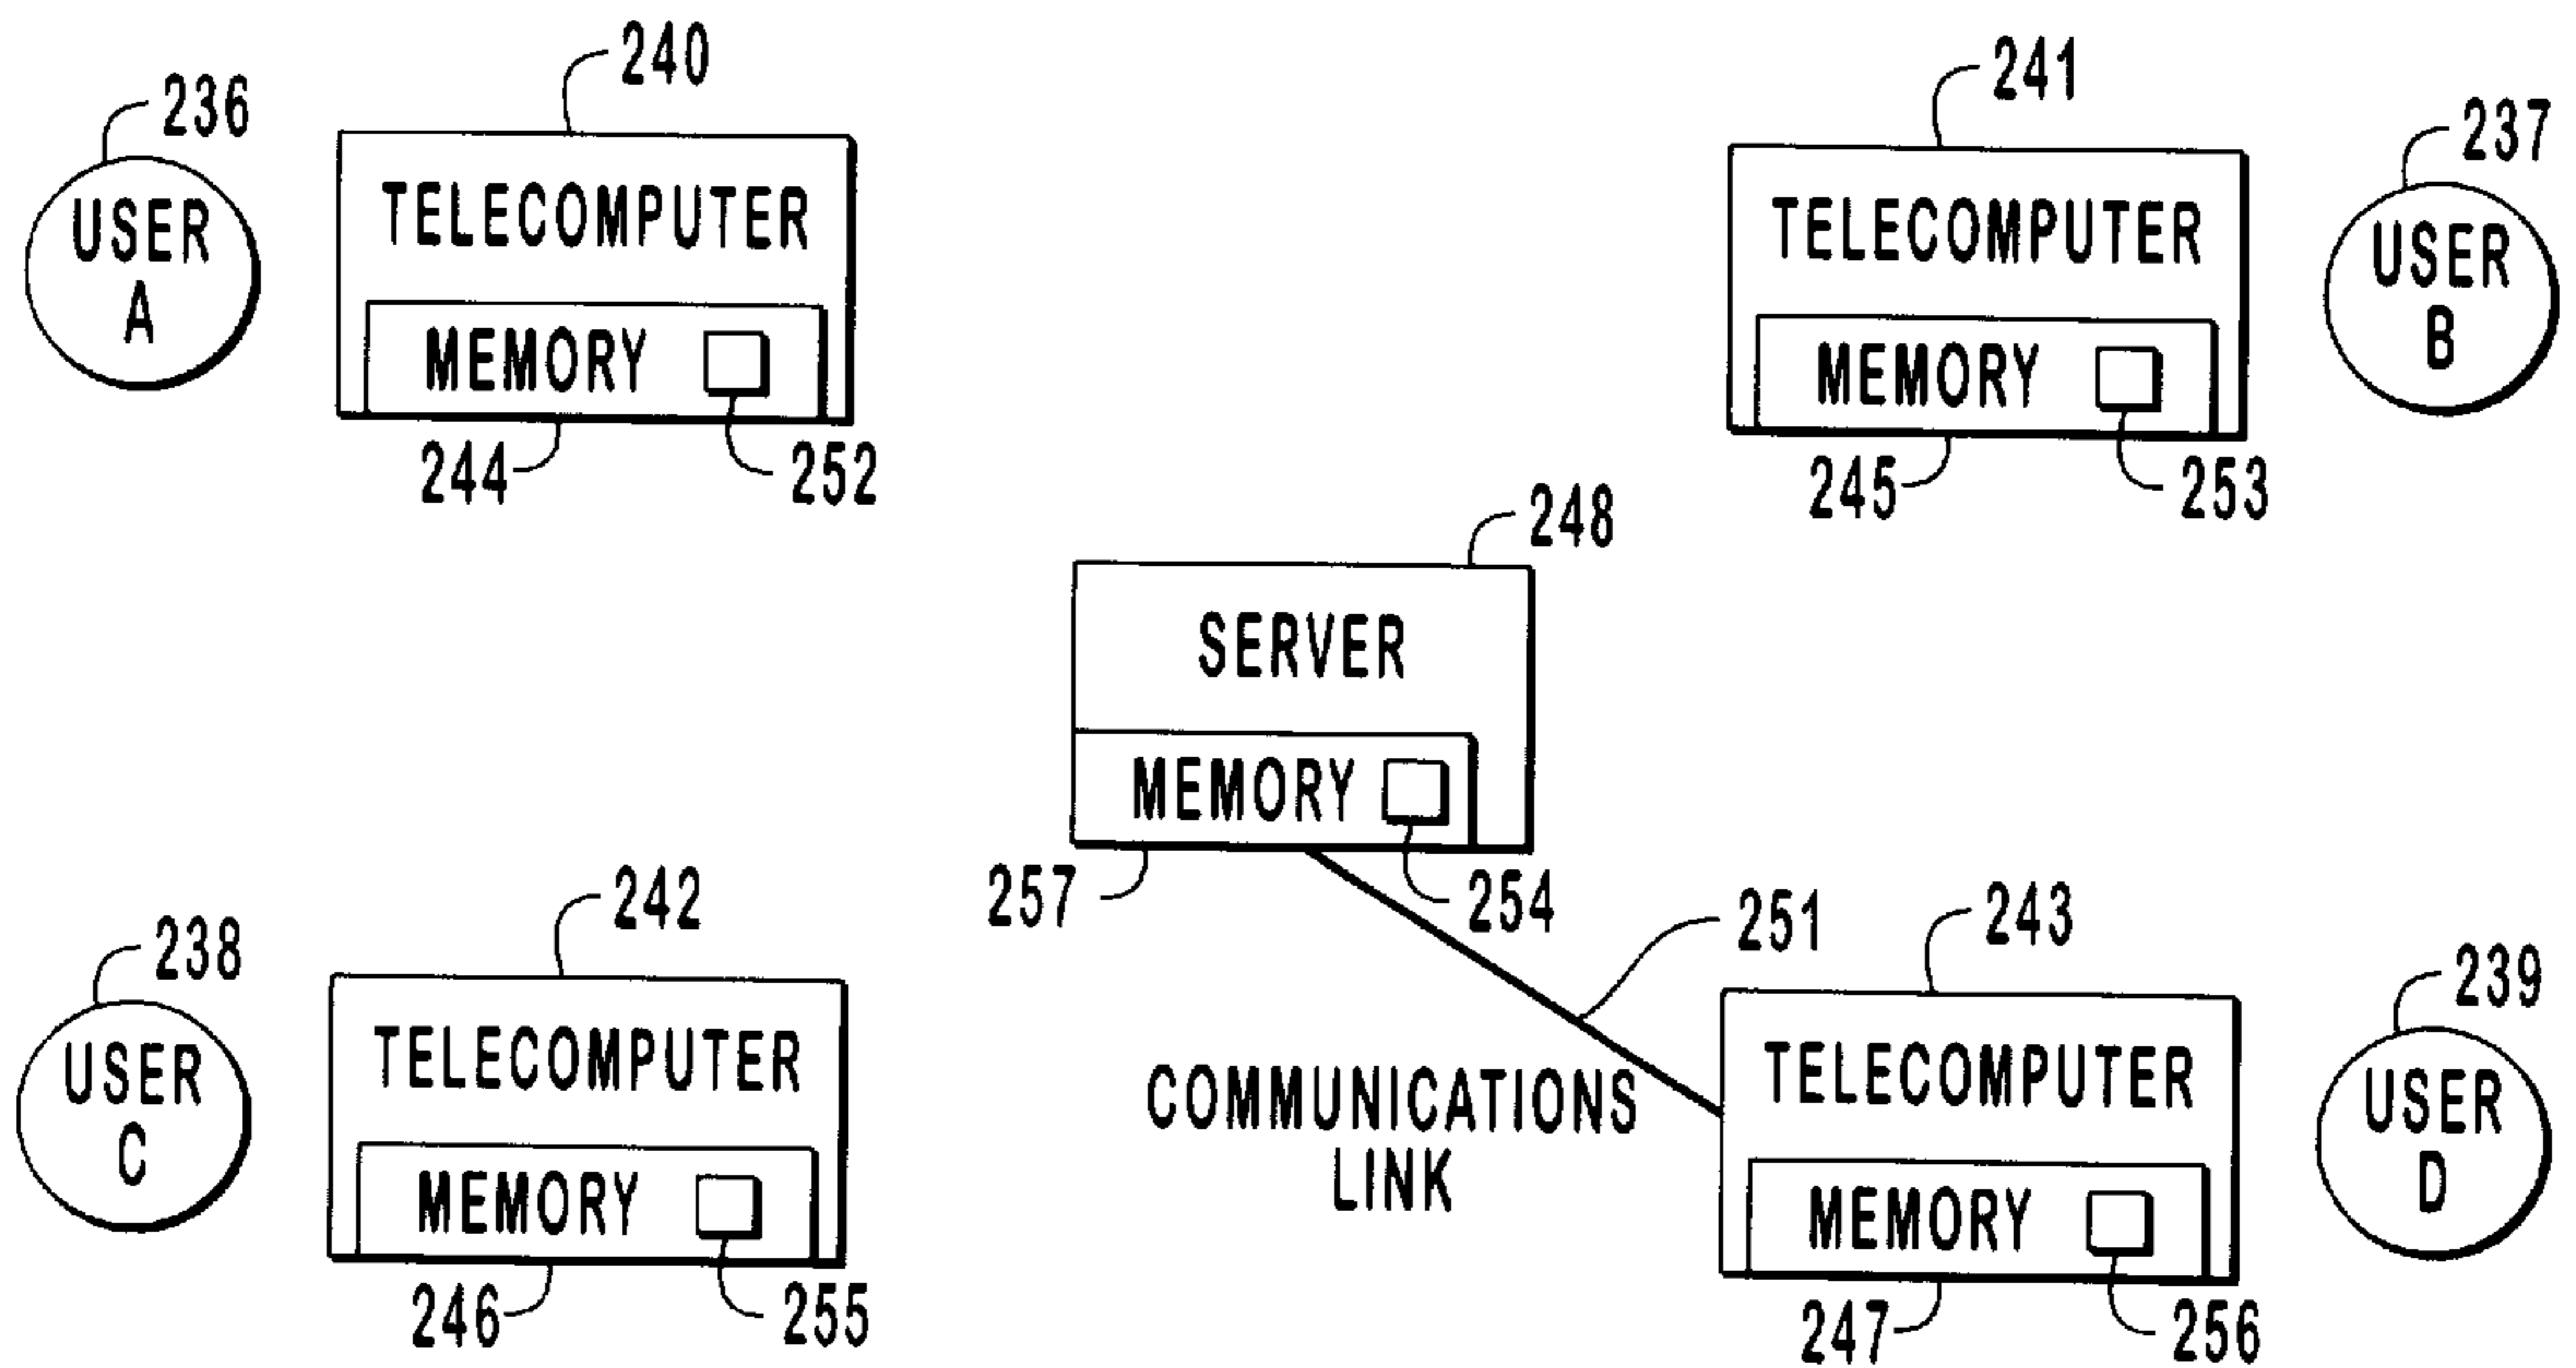 240
241
236
237
USER
A
TELECOMPUTER
MEMORY
TELECOMPUTER
MEMORY
USER
B
244
252
245
253
248
SERVER
MEMORY
257
254
251
242
243
238
239
USER
C
TELECOMPUTER
MEMORY
COMMUNICATIONS
LINK
TELECOMPUTER
MEMORY
USER
D
246
255
247
256